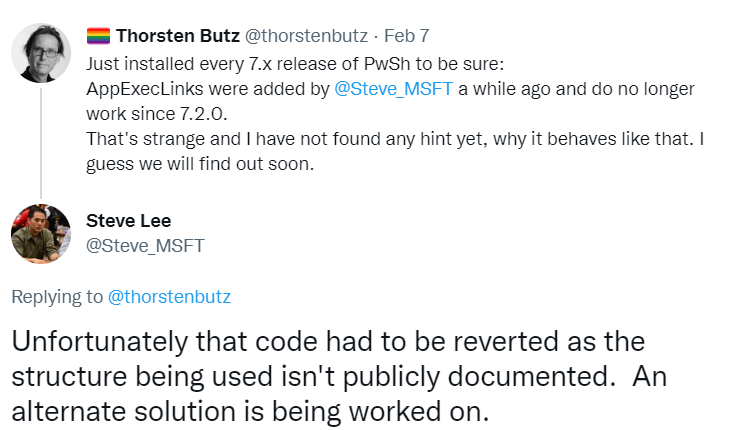 Thorsten Butz @thorstenbutz · Feb 7
Just installed every 7.x release of PwSh to be sure:
AppExecLinks were added by @Steve_MSFT a while ago and do no longer
work since 7.2.0.
That's strange and I have not found any hint yet, why it behaves like that. I
guess we will find out soon.
Steve Lee
@Steve_MSFT
Replying to @thorstenbutz
Unfortunately that code had to be reverted as the
structure being used isn't publicly documented.  An
alternate solution is being worked on.